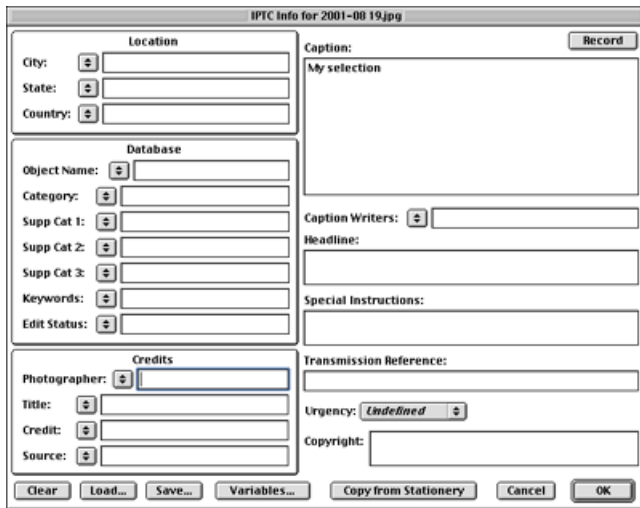 IPTC Info for 2001-08 19.jpg
Location
City:
State:
Country:
Database
Object Name:
Category:
Supp Cat 1:
Supp Cat 2:
Supp Cat 3:
Keywords:
Edit Status:
Credits
Photographer:
Title:
Credit:
Source:
Caption:
Record
My selection
Caption Writers:
Headline:
Special Instructions:
Transmission Reference:
Urgency: Undefined
Copyright:
Clear Load... Save... Variables... Copy from Stationery Cancel OK